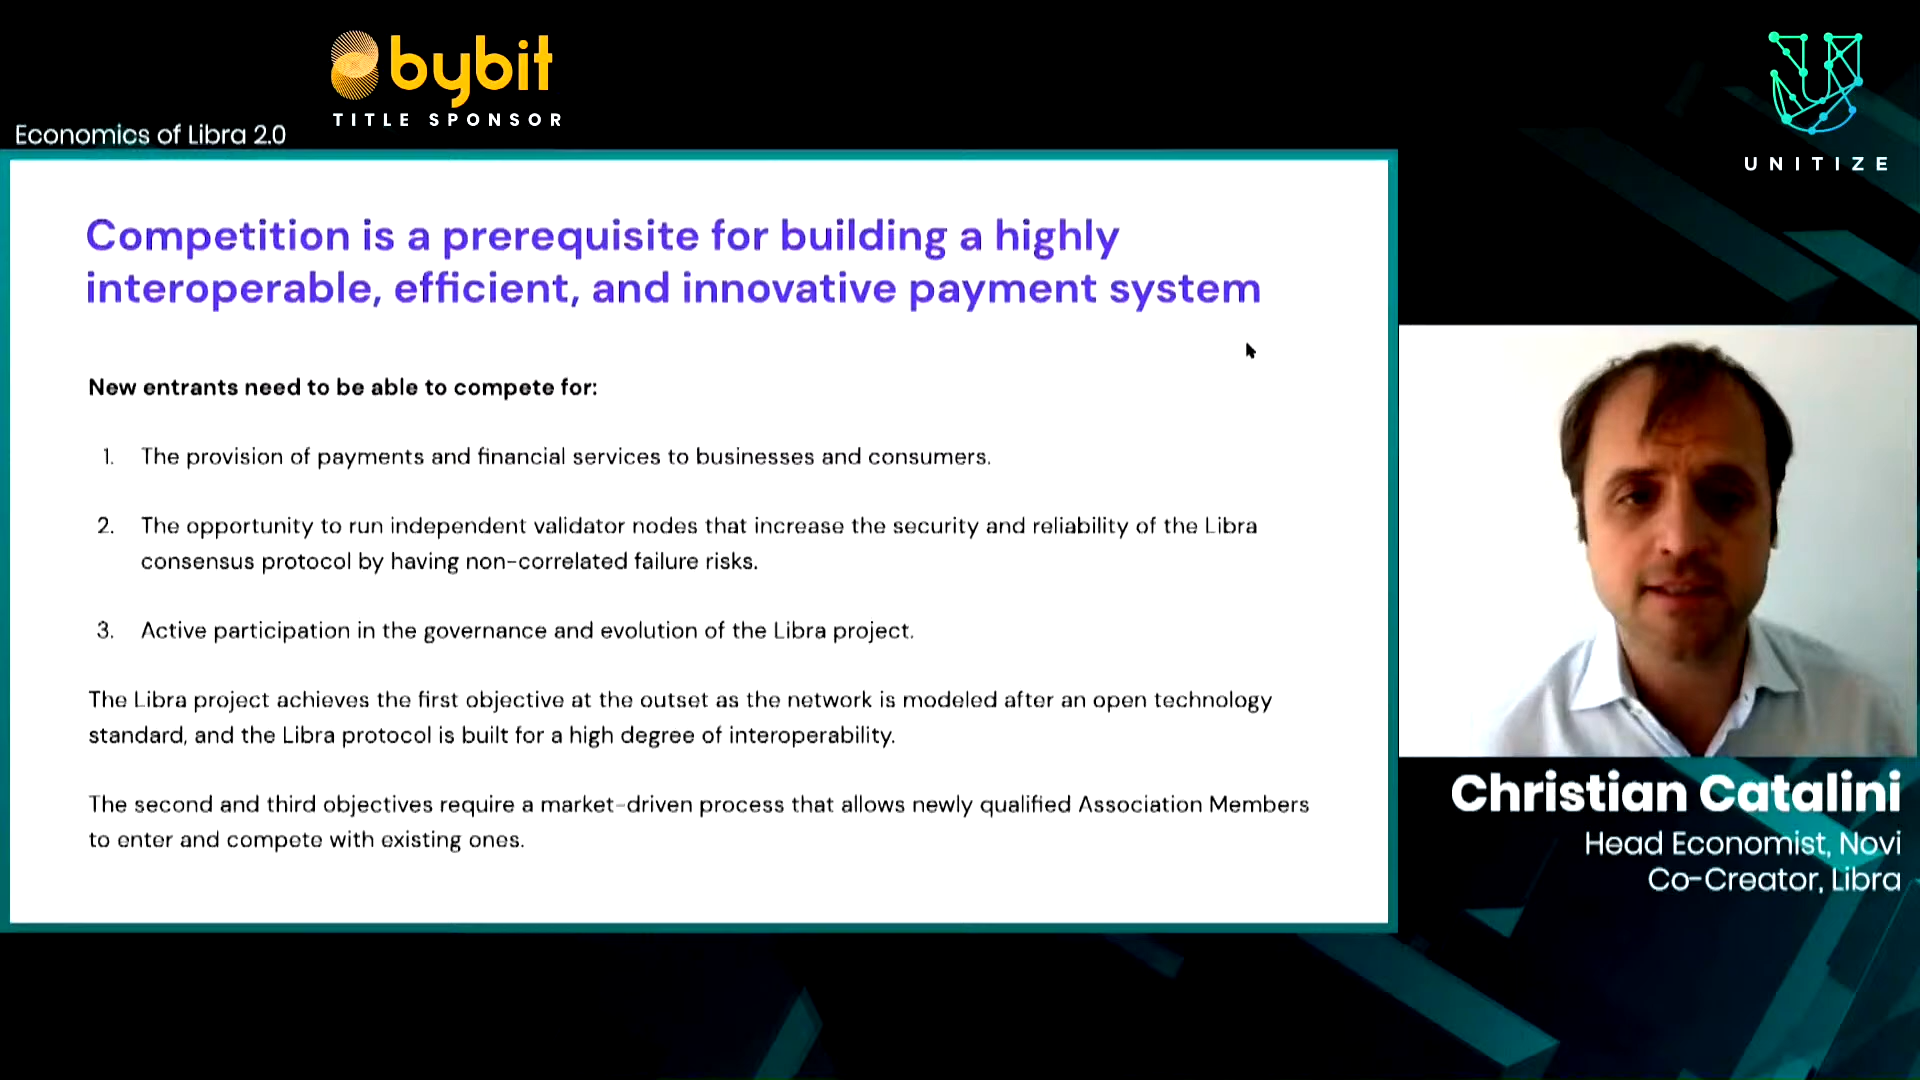 bybit
TITLE SPONSOR
Economics of Libra 2.0
UNITIZE
Competition is a prerequisite for building a highly
interoperable, efficient, and innovative payment system
New entrants need to be able to compete for:
1. The provision of payments and financial services to businesses and consumers.
2. The opportunity to run independent validator nodes that increase the security and reliability of the Libra
consensus protocol by having non-correlated failure risks.
3. Active participation in the governance and evolution of the Libra project.
The Libra project achieves the first objective at the outset as the network is modeled after an open technology
standard, and the Libra protocol is built for a high degree of interoperability.
The second and third objectives require a market-driven process that allows newly qualified Association Members
to enter and compete with existing ones.
Christian Catalini
Head Economist, Novi
Co-Creator, Libra